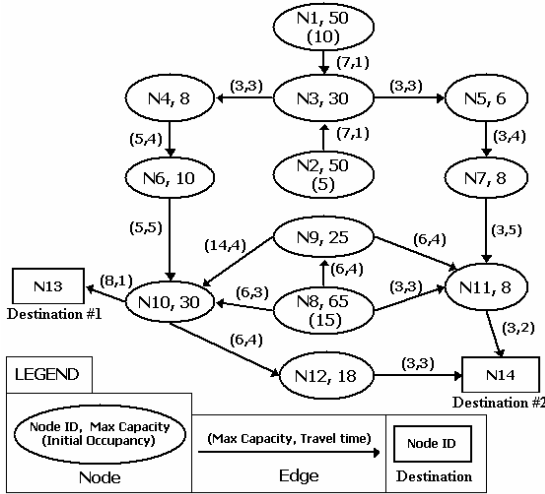 N1, 50
(10)
(7,1)
N4, 8
(3,3)
N3, 30
(3,3)
N5, 6
(5,4)
(7,1)
(3,4)
N6, 10
N2, 50
(5)
N7, 8
(5,5)
(14,4)
N9, 25
(6,4)
(3,5)
(6,4)
N13
(8,1)
Destination #1
N10, 30
(6,3)
N8, 65
(15)
(3,3)
N11, 8
(6,4)
(3,2)
N12, 18
(3,3)
N14
Destination #2
LEGEND
Node ID, Max Capacity
(Initial Occupancy)
Node
(Max Capacity, Travel time)
Edge
Node ID
Destination